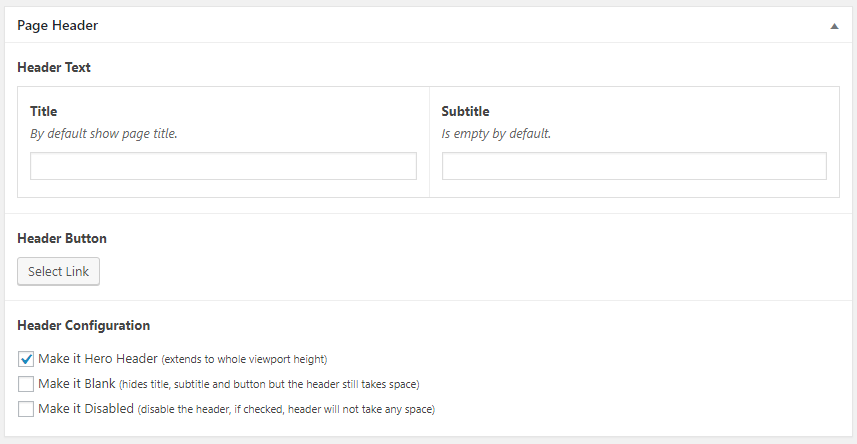 Page Header
Header Text
Title
Subtitle
By default show page title.
Is empty by default.
Header Button
Select Link
Header Configuration
Make it Hero Header (extends to whole viewport height)
Make it Blank (hides title, subtitle and button but the header still takes space)
Make it Disabled (disable the header, if checked, header will not take any space)